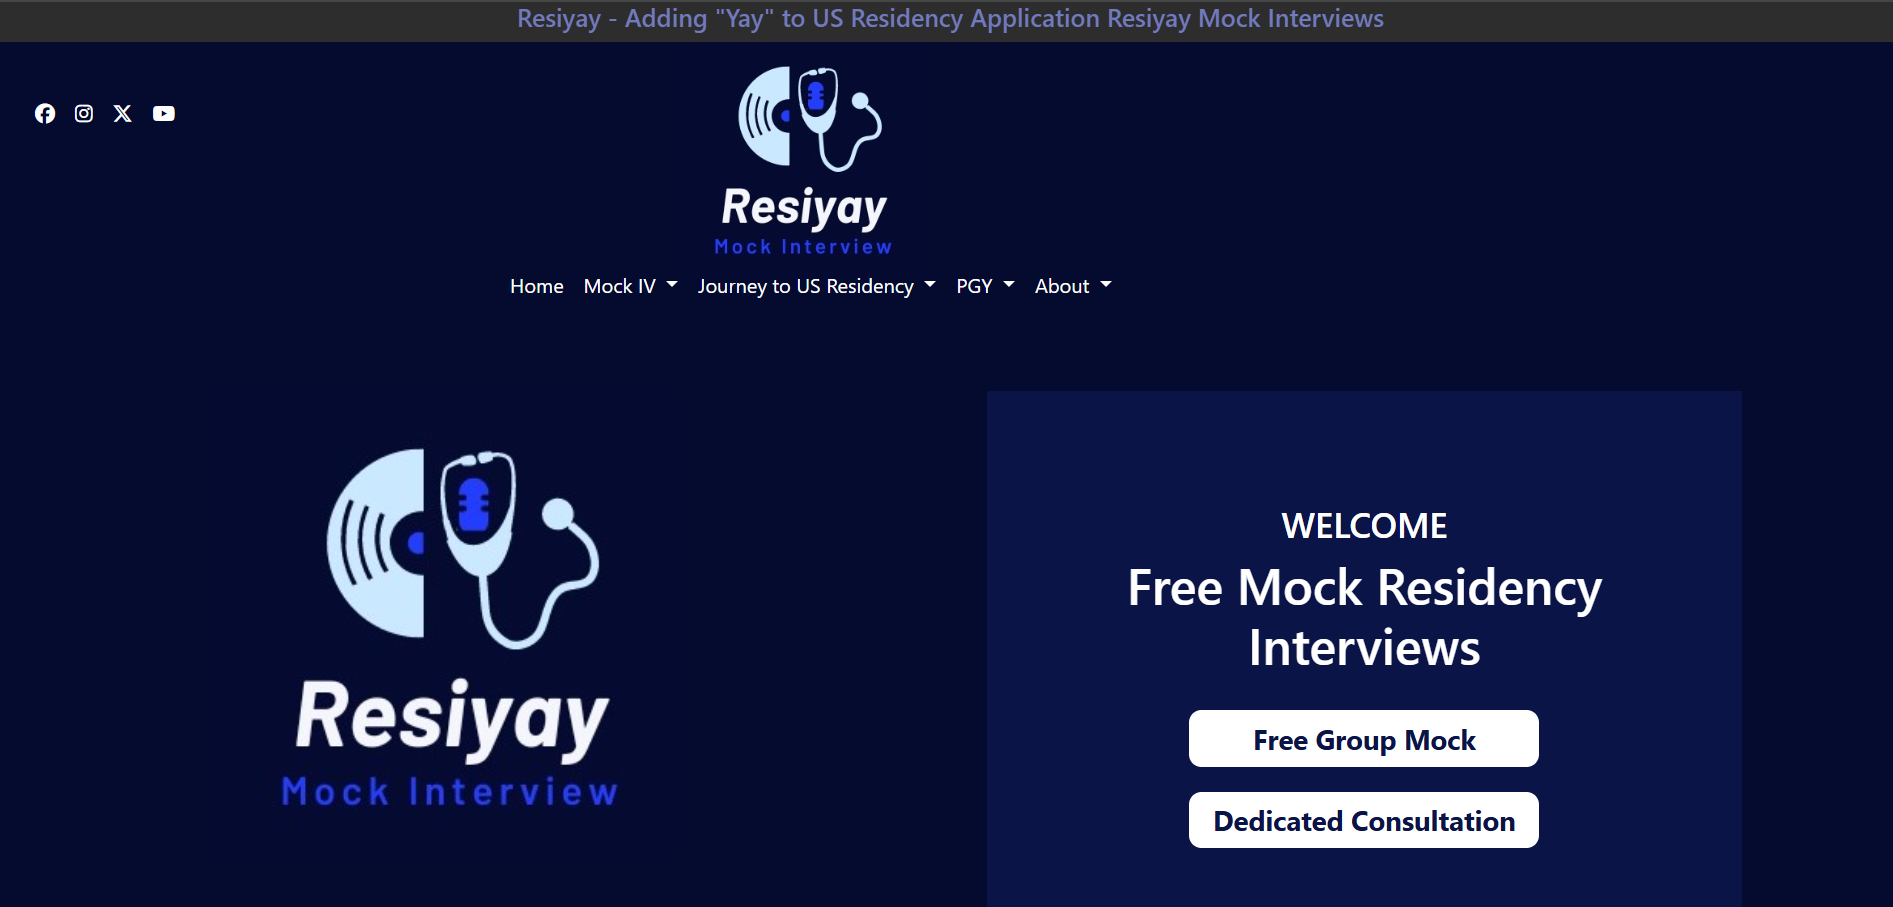 Resiyay - Adding "Yay" to US Residency Application Resiyay Mock Interviews
Resiyay
Mock Interview
Home Mock IV Journey to US Residency PGY About
Resiyay
Mock Interview
WELCOME
Free Mock Residency
Interviews
Free Group Mock
Dedicated Consultation